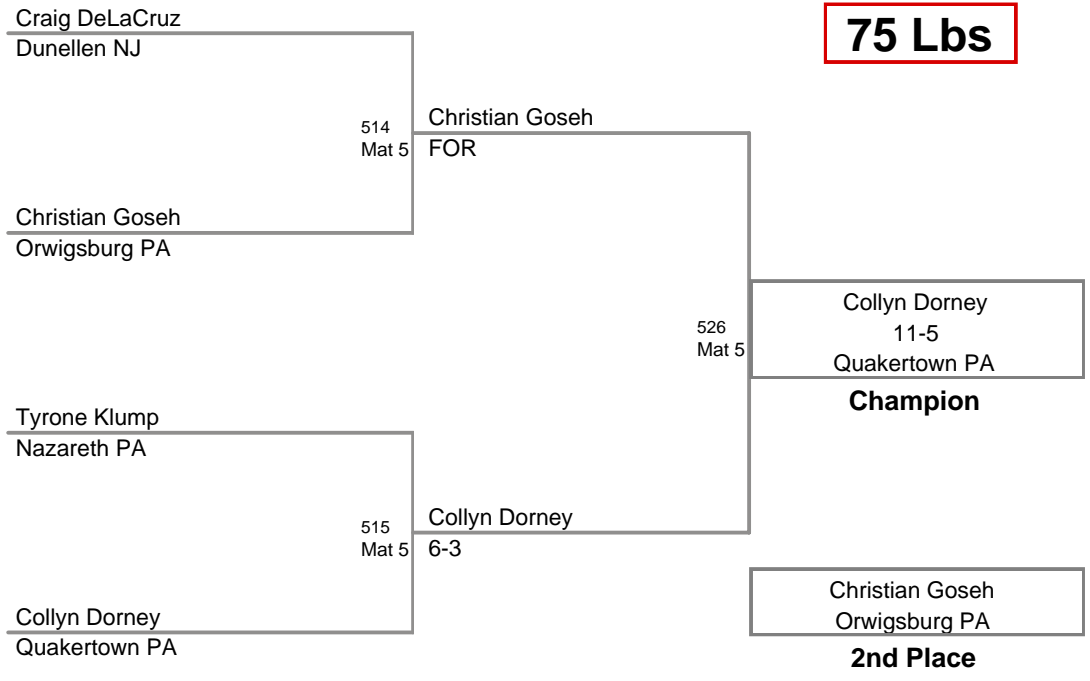 75 Lbs
Craig DeLaCruz
Dunellen NJ
514
Mat 5
Christian Goseh
FOR
Christian Goseh
Orwigsburg PA
526
Mat 5
Collyn Dorney
11-5
Quakertown PA
Champion
Tyrone Klump
Nazareth PA
515
Mat 5
Collyn Dorney
6-3
Collyn Dorney
Quakertown PA
Christian Goseh
Orwigsburg PA
2nd Place